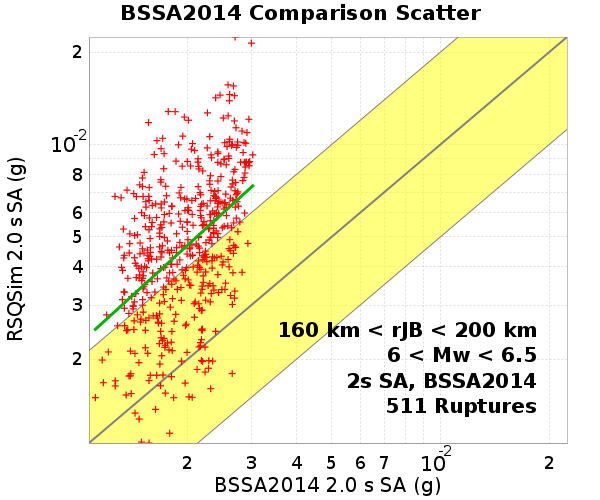 BSSA2014 Comparison Scatter
RSQSim 2.0 s SA (g)
2
10-2
8
6
5
4
3
2
160 km < rJB < 200 km
6 < Mw < 6.5
2s SA, BSSA2014
511 Ruptures
2 3 4 5 6 7 10-2 2
BSSA2014 2.0 s SA (g)